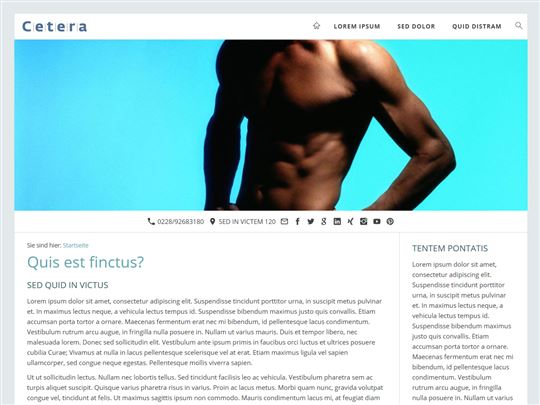 Cetera
LOREM IPSUM SED DOLOR QUID DISTRAM
0228/92683180 SED IN VICTEM 120
Sie sind hier: Startseite
Quis est finctus?
SED QUID IN VICTUS
Lorem ipsum dolor sit amet, consectetur adipiscing elit. Suspendisse tincidunt porttitor urna, in suscipit metus pulvinar
et. In maximus lectus neque, a vehicula lectus tempus id. Suspendisse bibendum maximus justo quis convallis. Etiam
accumsan porta tortor a ornare. Maecenas fermentum erat nec mi bibendum, id pellentesque lacus condimentum.
Vestibulum rutrum arcu augue, in fringilla nulla posuere in. Nullam ut mattis ex. Duis et tortor libero, nec
malesuada lorem. Donec sed sollicitudin elit. Vestibulum ante ipsum primis in faucibus orci luctus et ultrices posuere
cubilia Curae; Vivamus at nulla in lacus pellentesque scelerisque vel at erat. Etiam maximus ligula vel sapien
ullamcorper, sed congue neque egestas. Pellentesque mollis viverra sapien.
Ut ut sollicitudin lectus. Nullam nec lobortis tellus. Sed tincidunt facilisis leo ac vehicula. Vestibulum pharetra sem ac
turpis aliquet suscipit. Quisque varius pharetra risus in varius. Proin ac lacus metus. Morbi quam nunc, gravida volutpat
congue vel, tincidunt at felis. Ut maximus sagittis ipsum non commodo. Mauris condimentum mauris at, at feugiat diam
TENTEM PONTATIS
Lorem ipsum dolor sit amet,
consectetur adipiscing elit.
Suspendisse tincidunt porttitor
urna, in suscipit metus pulvinar
et. In maximus lectus neque, a
vehicula lectus tempus id.
Suspendisse bibendum maximus
justo quis convallis. Etiam
accumsan porta tortor a ornare.
Maecenas fermentum erat nec mi
bibendum, id pellentesque lacus
condimentum. Vestibulum
rutrum arcu augue, in fringilla
nulla posuere in. Nullam varius